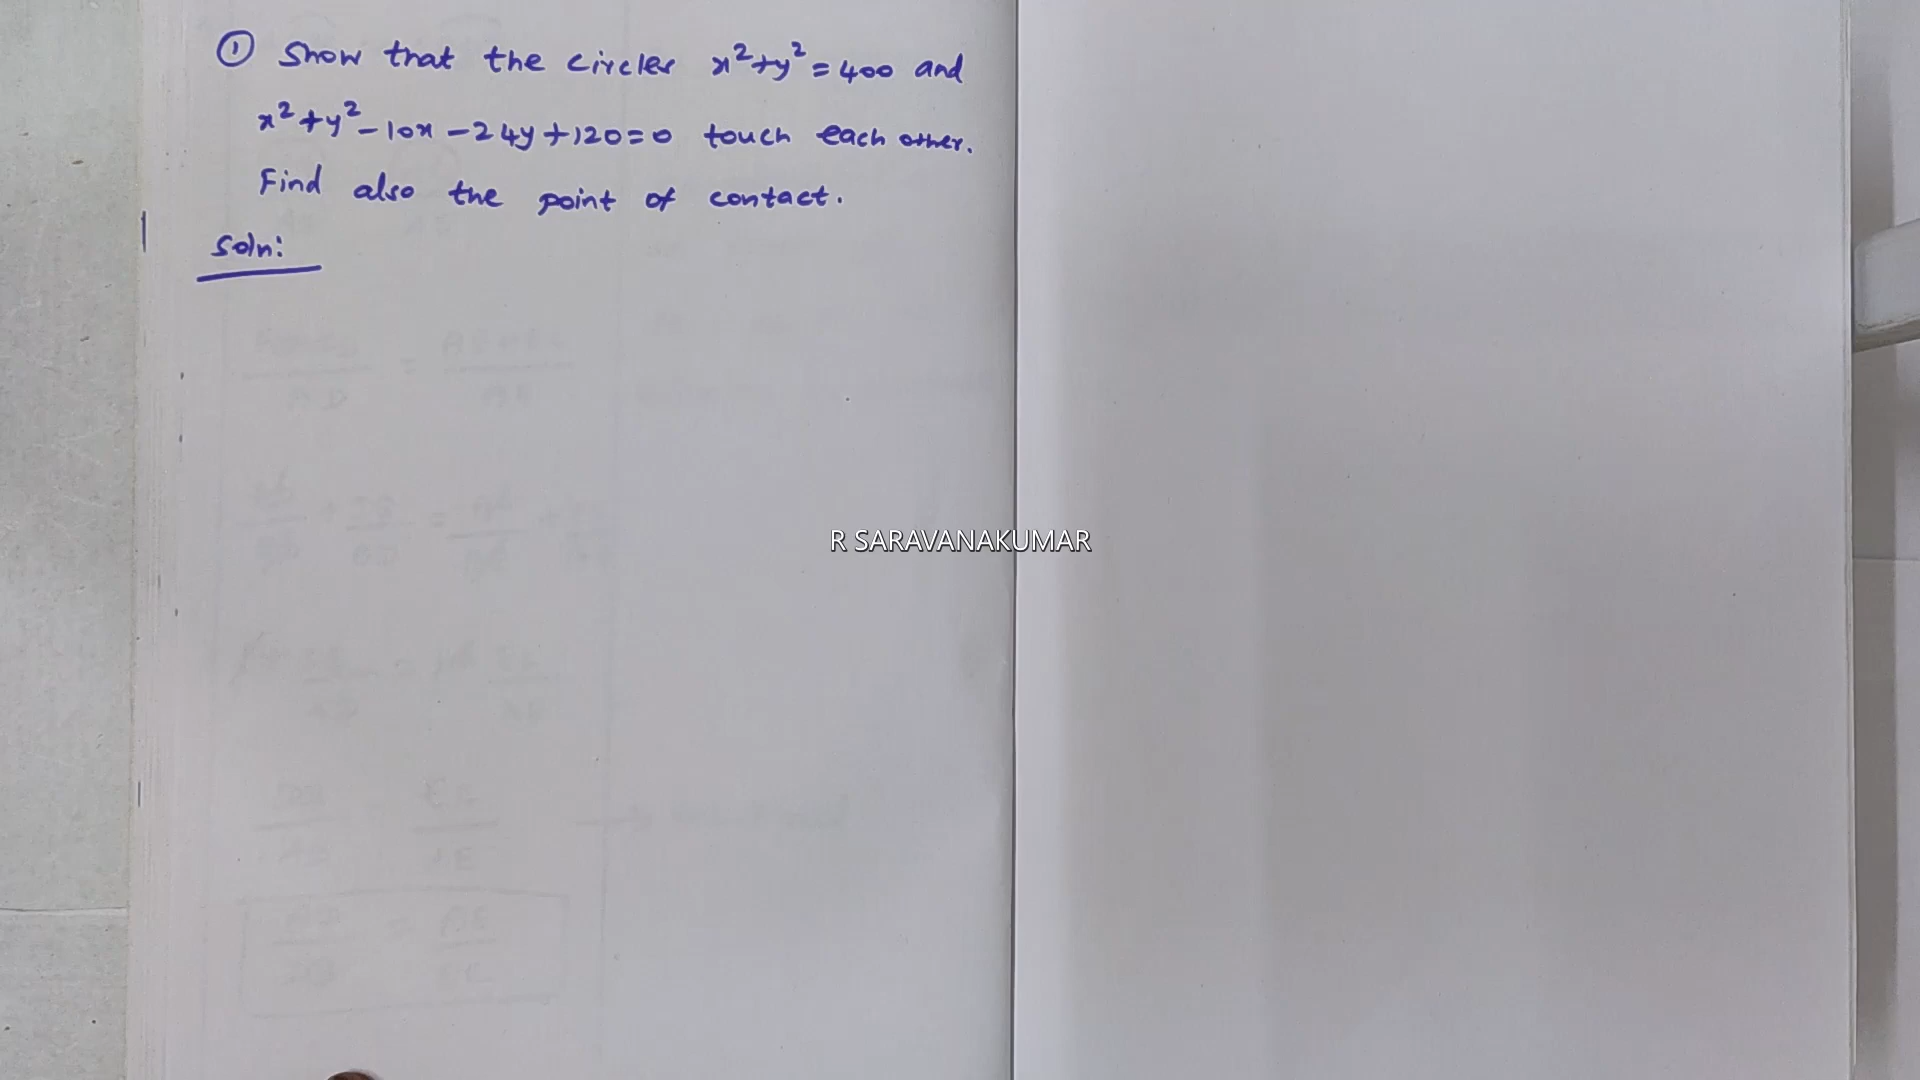 ① Show that the circles x²+y²=400 and
x²+y²-10x-24y+120=0 touch each other.
Find also the point of contact.
Soln:
R SARAVANAKUMAR